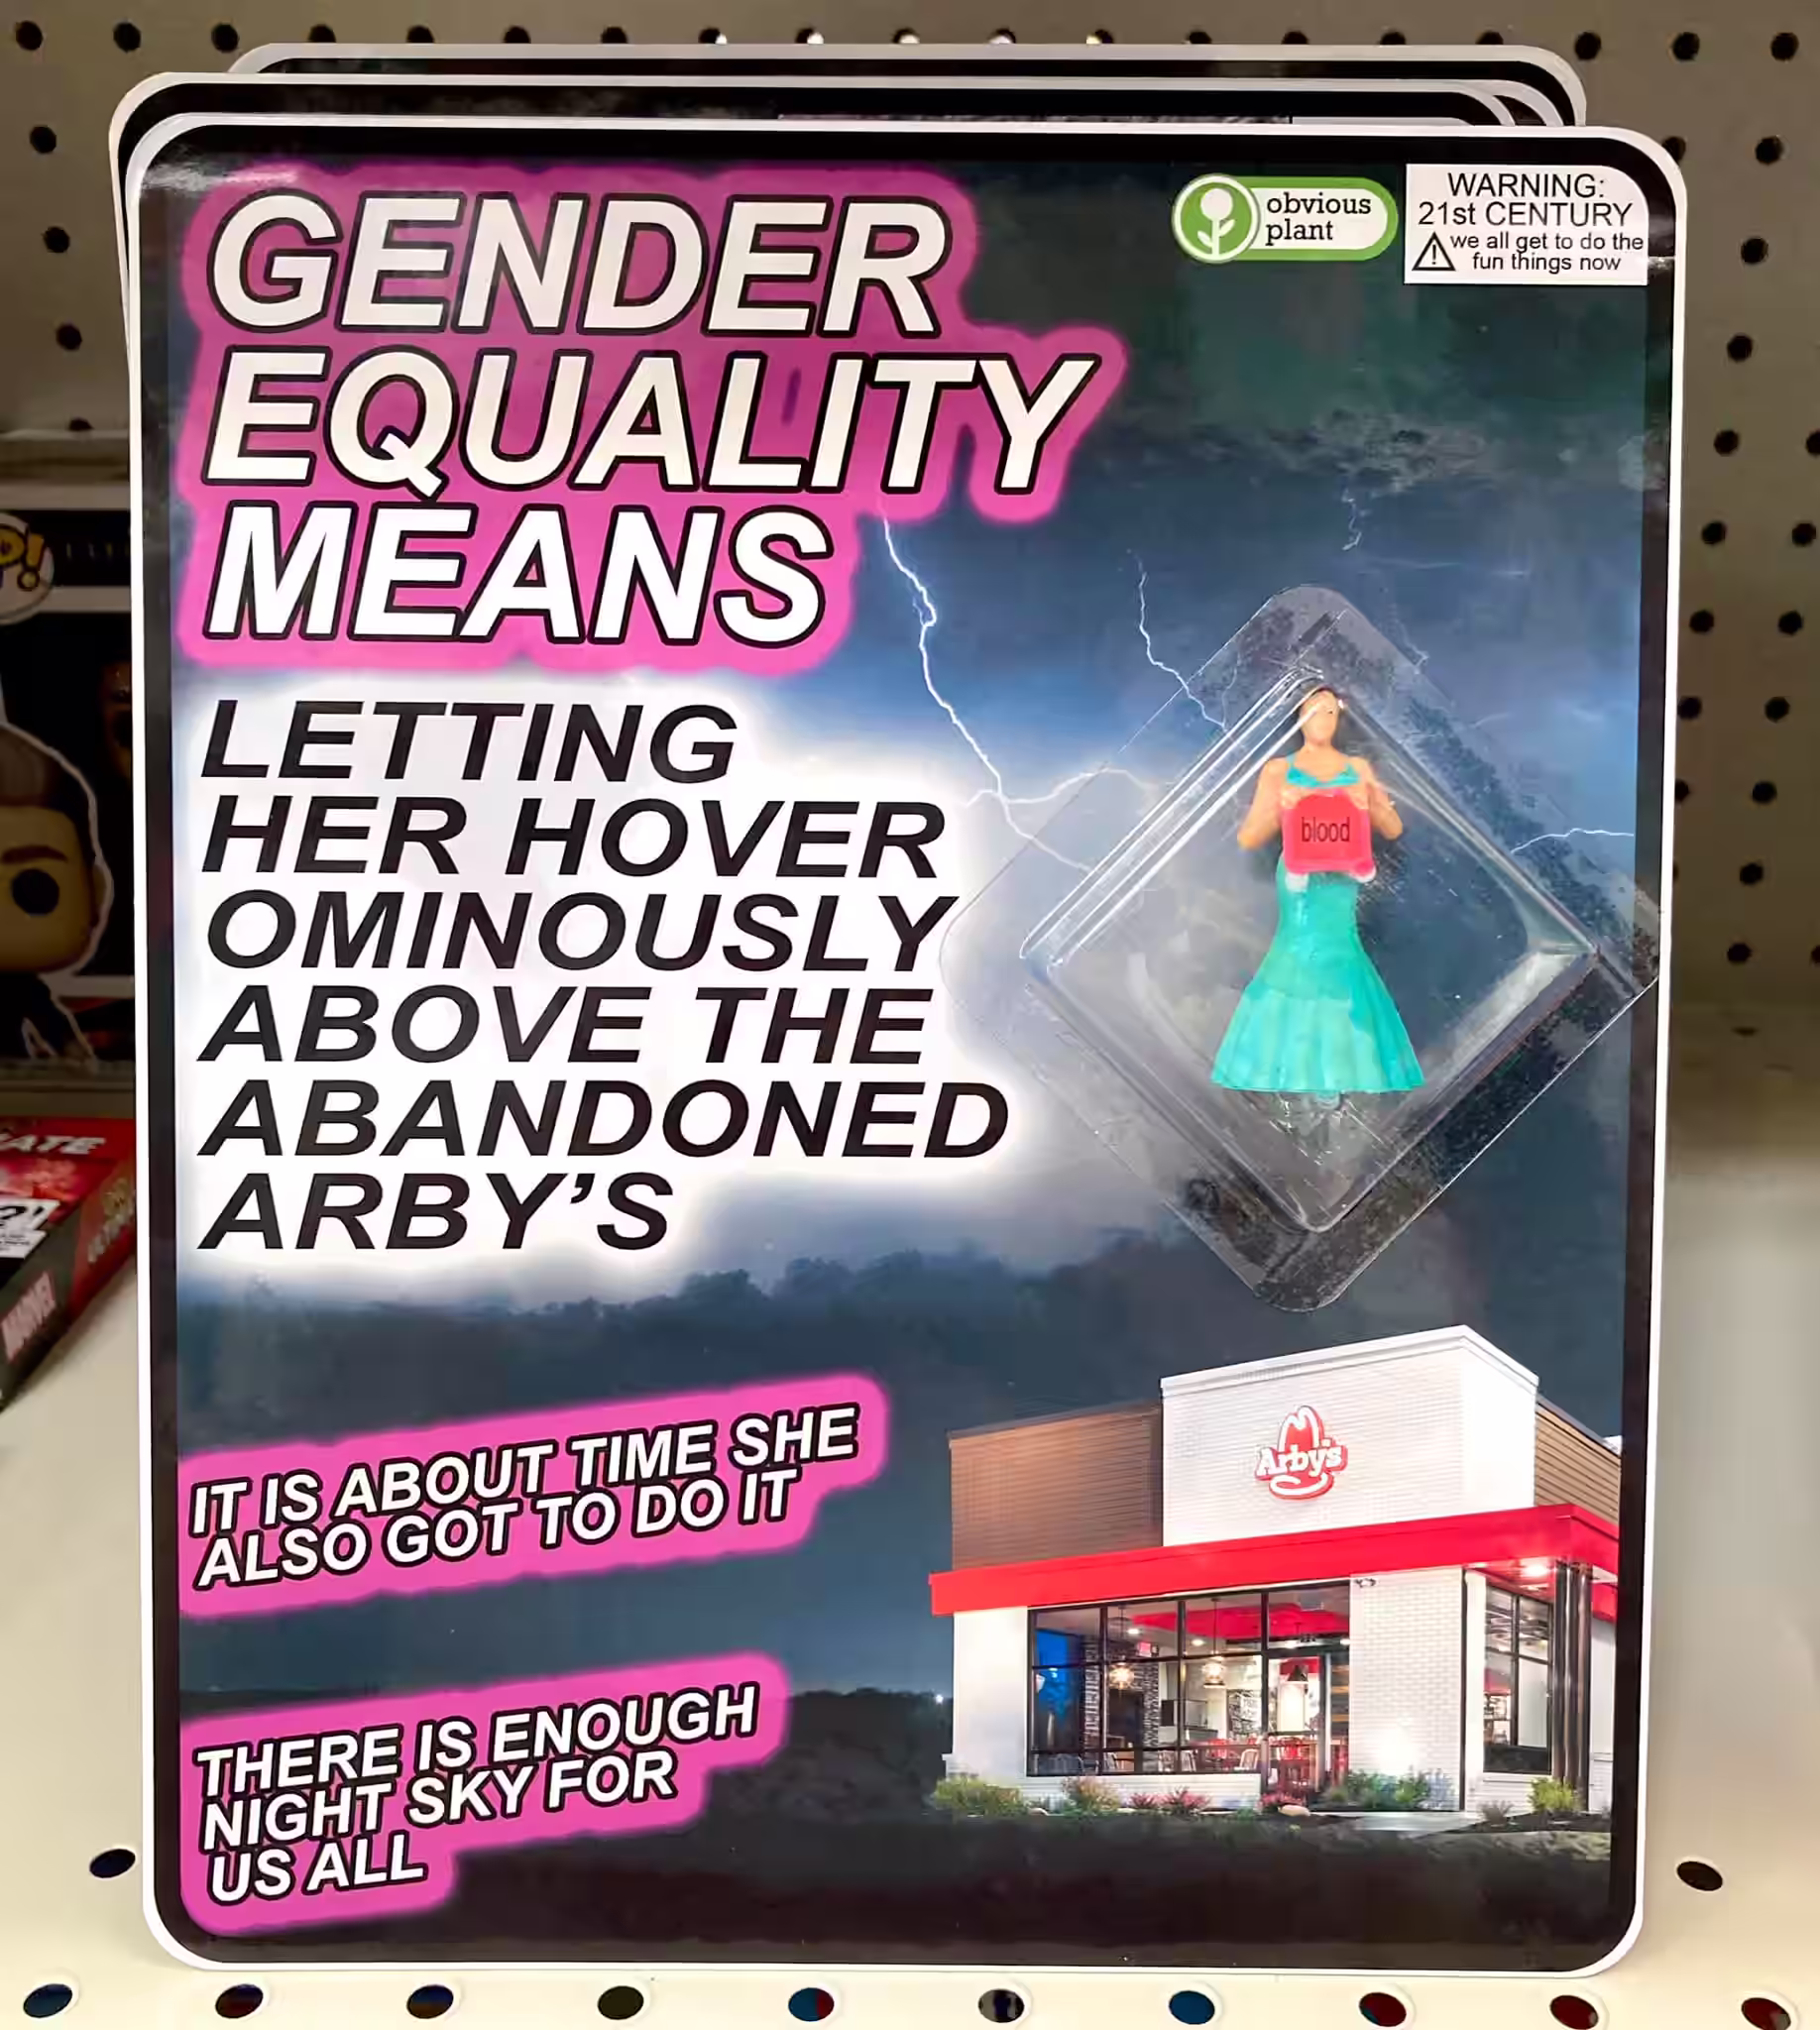 GENDER
EQUALITY
MEANS
obvious
plant
WARNING:
21st CENTURY
we all get to do the
fun things now
LETTING
HER HOVER
OMINOUSLY
ABOVE THE
ABANDONED
ARBY'S
blood
IT IS ABOUT TIME SHE
ALSO GOT TO DO IT
Arby's
THERE IS ENOUGH
NIGHT SKY FOR
US ALL
MARVEL